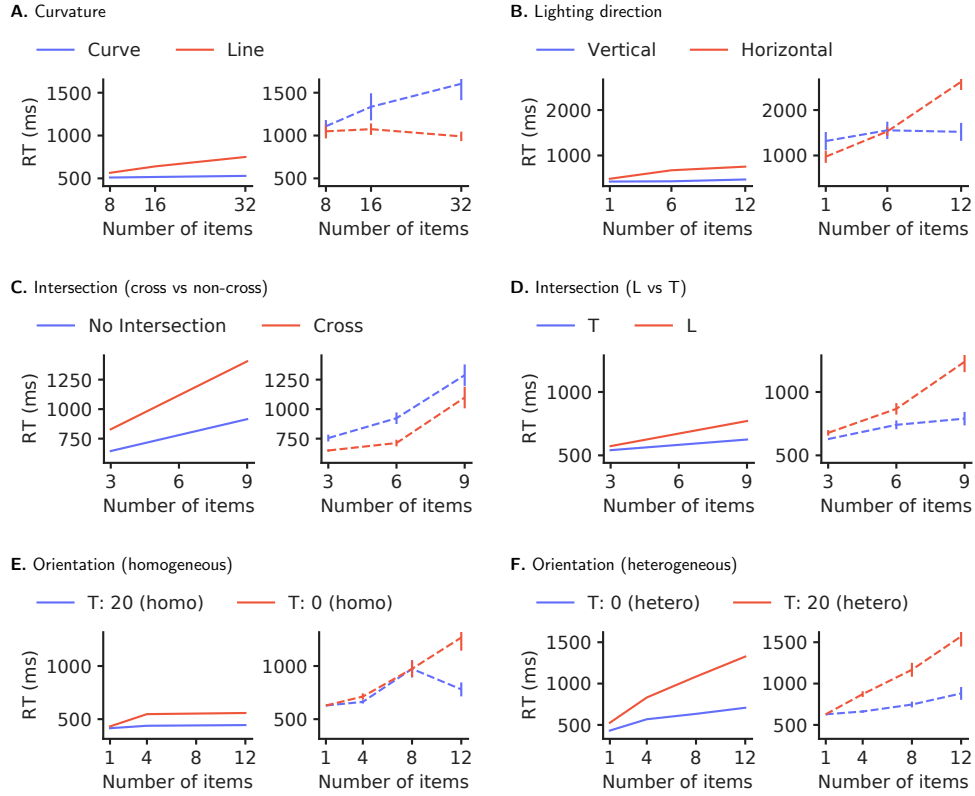 A. Curvature
Curve Line
RT (ms)
1500
1000
500
8 16 32
Number of items
1500
1000
500
8 16 32
Number of items
B. Lighting direction
Vertical Horizontal
RT (ms)
2000
1000
1 6 12
Number of items
2000
1000
1 6 12
Number of items
C. Intersection (cross vs non-cross)
No Intersection Cross
RT (ms)
1250
1000
750
3 6 9
Number of items
1250
1000
750
3 6 9
Number of items
D. Intersection (L vs T)
T L
RT (ms)
1000
500
3 6 9
Number of items
1000
500
3 6 9
Number of items
E. Orientation (homogeneous)
T: 20 (homo) T: 0 (homo)
RT (ms)
1000
500
1 4 8 12
Number of items
1000
500
1 4 8 12
Number of items
F. Orientation (heterogeneous)
T: 0 (hetero) T: 20 (hetero)
RT (ms)
1500
1000
500
1 4 8 12
Number of items
1500
1000
500
1 4 8 12
Number of items